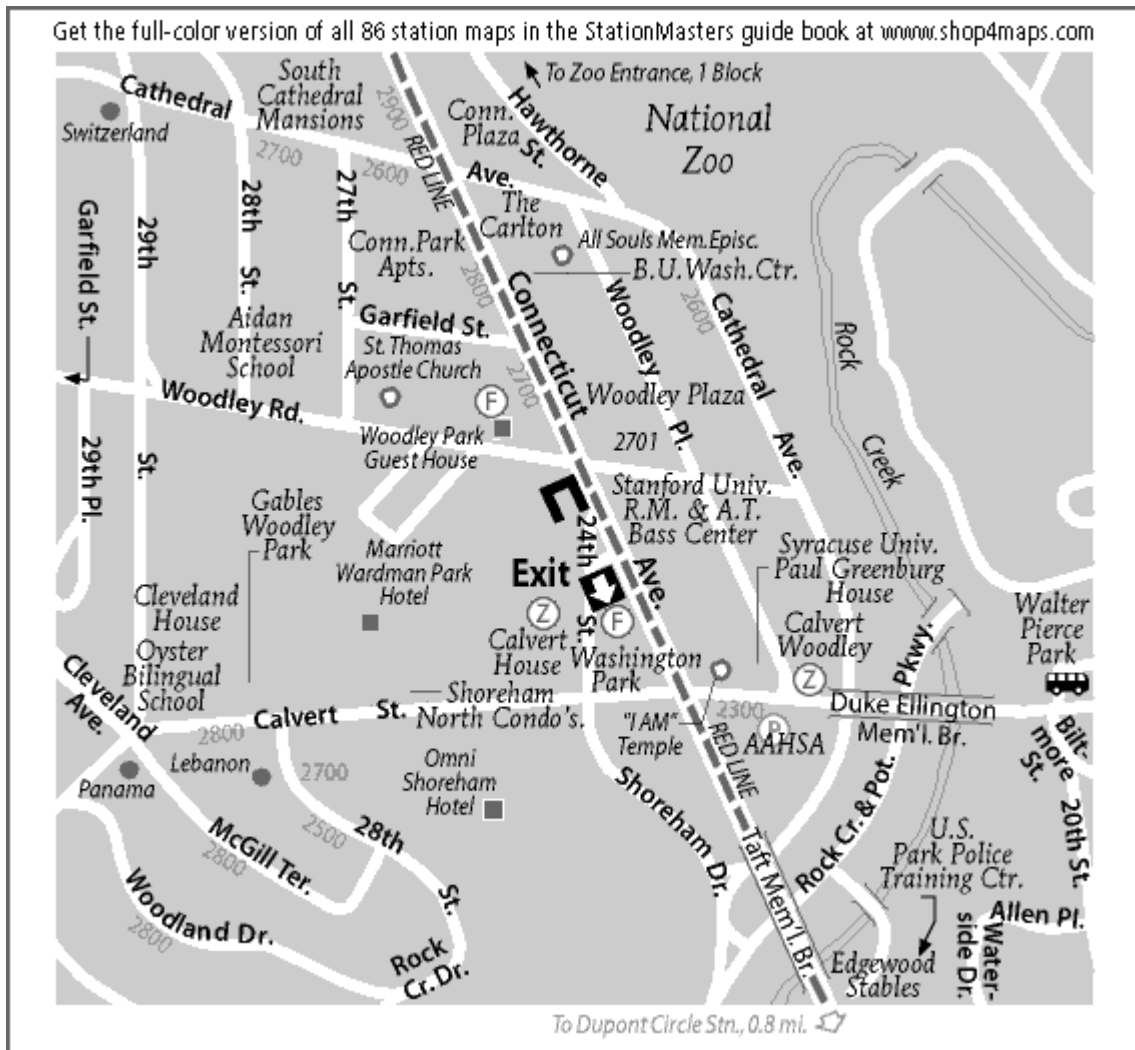 Get the full-color version of all 86 station maps in the StationMasters guide book at www.shop4maps.com
To Zoo Entrance, 1 Block
Cathedral
South
Cathedral
Mansions
2900
Conn.
Plaza
Hawthorne
St.
National
Zoo
Switzerland
2700
2600
RED LINE
Ave.
The
Carlton
28th
St.
27th
St.
Garfield St.
29th
St.
Conn.Park
Apts.
2800
All Souls Mem.Episc.
B.U.Wash.Ctr.
Connecticut
Ave.
Woodley
Pl.
2600
Cathedral
Ave.
Rock
Creek
Aidan
Montessori
School
Garfield St.
St. Thomas
Apostle Church
2700
F
Woodley Plaza
2701
Woodley Rd.
Woodley Park
Guest House
29th Pl.
Gables
Woodley
Park
Marriott
Wardman Park
Hotel
24th
St.
Stanford Univ.
R.M. & A.T.
Bass Center
Syracuse Univ.
Paul Greenburg
House
Exit
Z
F
Cleveland
House
Oyster
Bilingual
School
Calvert
House
Washington
Park
Calvert
Woodley
Z
Walter
Pierce
Park
Cleveland
Ave.
Calvert St.
2800
Shoreham
North Condo's.
"I AM"
Temple
2300
P
AAHSA
Duke Ellington
Mem'l. Br.
Rock Cr. & Pot. Pkwy.
Bilt-
more
St.
20th St.
Panama
Lebanon
2700
2500
28th
St.
Omni
Shoreham
Hotel
Shoreham Dr.
RED LINE
Taft Mem'l. Br.
McGill Ter.
2800
Woodland Dr.
2800
Rock
Cr. Dr.
U.S.
Park Police
Training Ctr.
Edgewood
Stables
Water-
side Dr.
Allen Pl.
To Dupont Circle Stn., 0.8 mi.